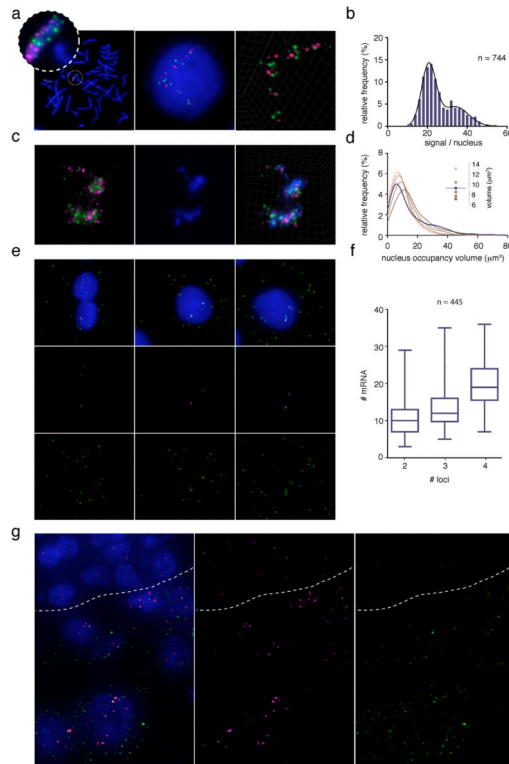 a
b
relative frequency (%)
20
15
10
5
0
n = 744
0
20
40
60
80
signal / nucleus
c
d
relative frequency (%)
8
6
4
2
0
14
12
10
8
6
volume (µm³)
0
20
40
60
80
nucleus occupancy volume (µm³)
e
f
n = 445
# mRNA
40
30
20
10
0
2
3
4
# loci
g